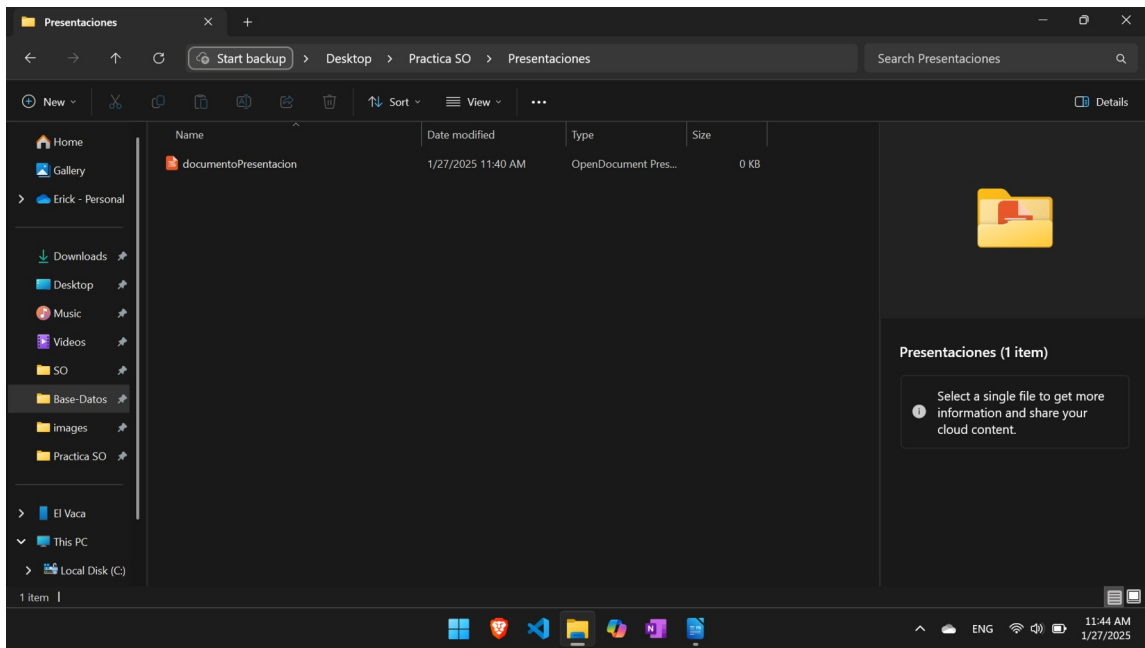 Presentaciones
Start backup > Desktop > Practica SO > Presentaciones
Search Presentaciones
New
Sort
View
Details
Name
Date modified
Type
Size
documentoPresentacion
1/27/2025 11:40 AM
OpenDocument Pres...
0 KB
Home
Gallery
Erick - Personal
Downloads
Desktop
Music
Videos
SO
Base-Datos
images
Practica SO
El Vaca
This PC
Local Disk (C:)
Presentaciones (1 item)
Select a single file to get more
information and share your
cloud content.
1 item
ENG
11:44 AM
1/27/2025